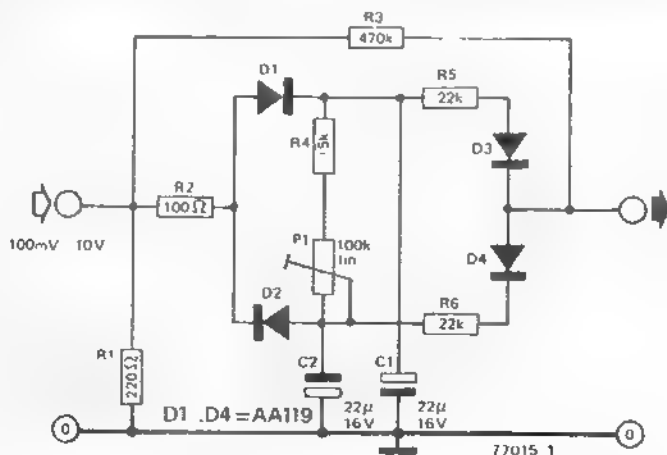 R3
470k
D1
R5
22k
R4
15k
D3
R2
100Ω
100mV 10V
P1
100k
lin
D4
D2
R6
22k
R1
220Ω
C2
C1
22µ
16V
22µ
16V
D1 .D4 = AA119
0
0
77015 1